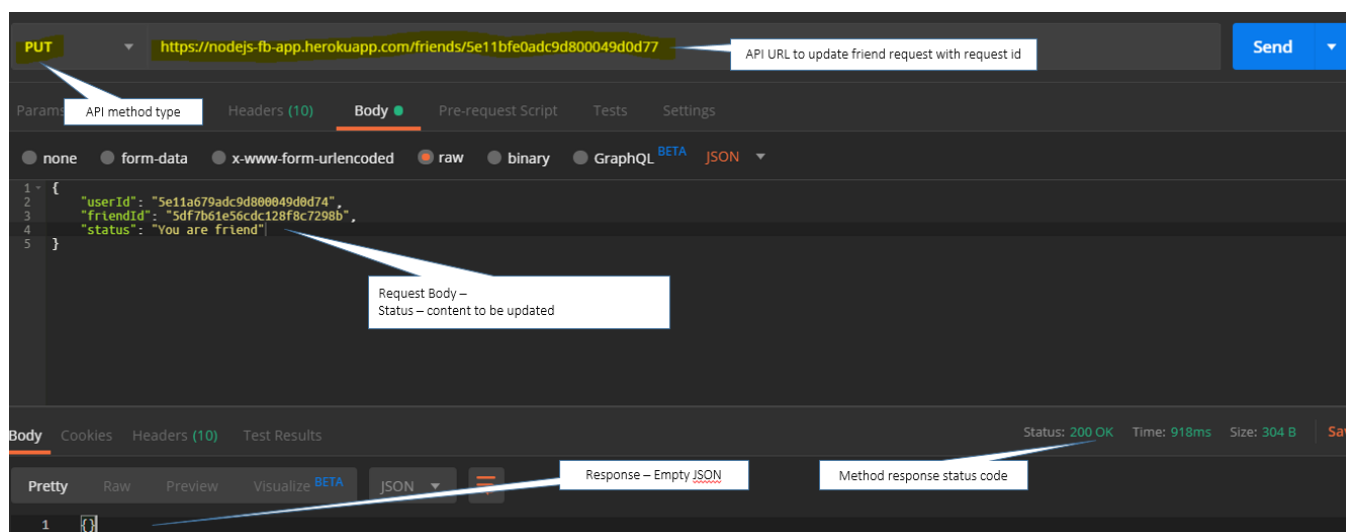 PUT https://nodejs-fb-app.herokuapp.com/friends/5e11bfe0adc9d800049d0d77 Send
API URL to update friend request with request id
Params Headers (10) Body Pre-request Script Tests Settings
API method type
none form-data x-www-form-urlencoded raw binary GraphQL BETA JSON
1 {
2 "userId": "5e11a679adc9d800049d0d74",
3 "friendId": "5df7b61e56cdc128f8c7298b",
4 "status": "You are friend"
5 }
Request Body –
Status – content to be updated
Body Cookies Headers (10) Test Results Status: 200 OK Time: 918ms Size: 304 B
Response – Empty JSON
Method response status code
Pretty Raw Preview Visualize BETA JSON
1 {}